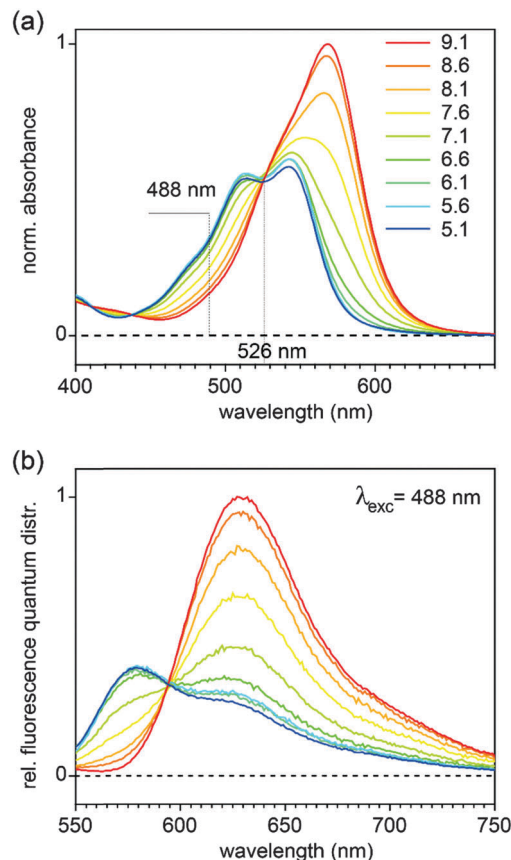 (a)
1
norm. absorbance
0
488 nm
526 nm
9.1
8.6
8.1
7.6
7.1
6.6
6.1
5.6
5.1
400
500
600
wavelength (nm)
(b)
1
rel. fluorescence quantum distr.
0
λexc= 488 nm
550
600
650
700
750
wavelength (nm)